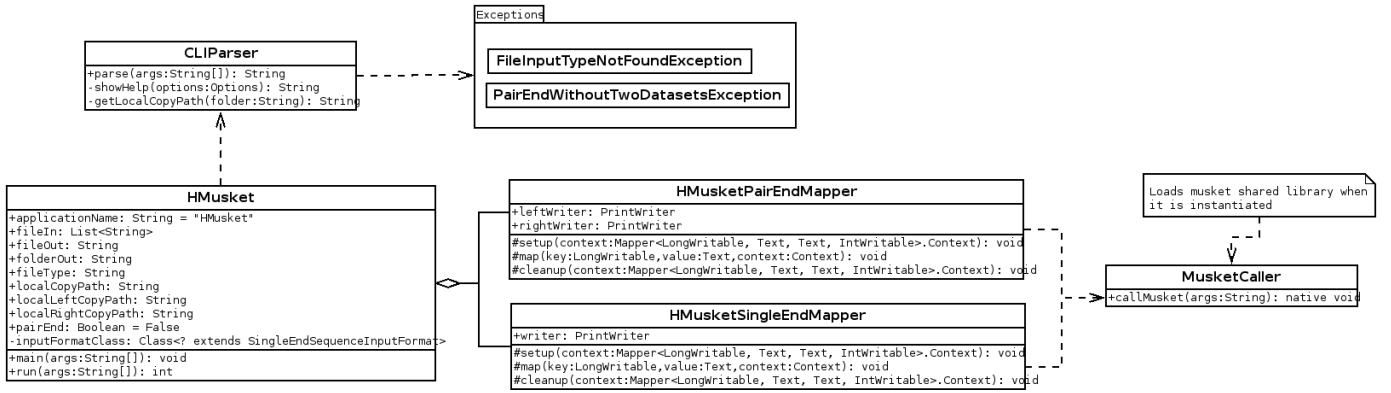 Exceptions
FileInputTypeNotFoundException
PairEndWithoutTwoDatasetsException
CLIParser
+parse(args:String[]): String
-showHelp(options:Options): String
-getLocalCopyPath(folder:String): String
HMusket
+applicationName: String = "HMusket"
+fileIn: List<String>
+fileOut: String
+folderOut: String
+fileType: String
+localCopyPath: String
+localLeftCopyPath: String
+localRightCopyPath: String
+pairEnd: Boolean = False
-inputFormatClass: Class<? extends SingleEndSequenceInputFormat>
+main(args:String[]): void
+run(args:String[]): int
HMusketPairEndMapper
+leftWriter: PrintWriter
+rightWriter: PrintWriter
#setup(context:Mapper<LongWritable, Text, Text, IntWritable>.Context): void
#map(key:LongWritable,value:Text,context:Context): void
#cleanup(context:Mapper<LongWritable, Text, Text, IntWritable>.Context): void
HMusketSingleEndMapper
+writer: PrintWriter
#setup(context:Mapper<LongWritable, Text, Text, IntWritable>.Context): void
#map(key:LongWritable,value:Text,context:Context): void
#cleanup(context:Mapper<LongWritable, Text, Text, IntWritable>.Context): void
Loads musket shared library when
it is instantiated
MusketCaller
+callMusket(args:String): native void